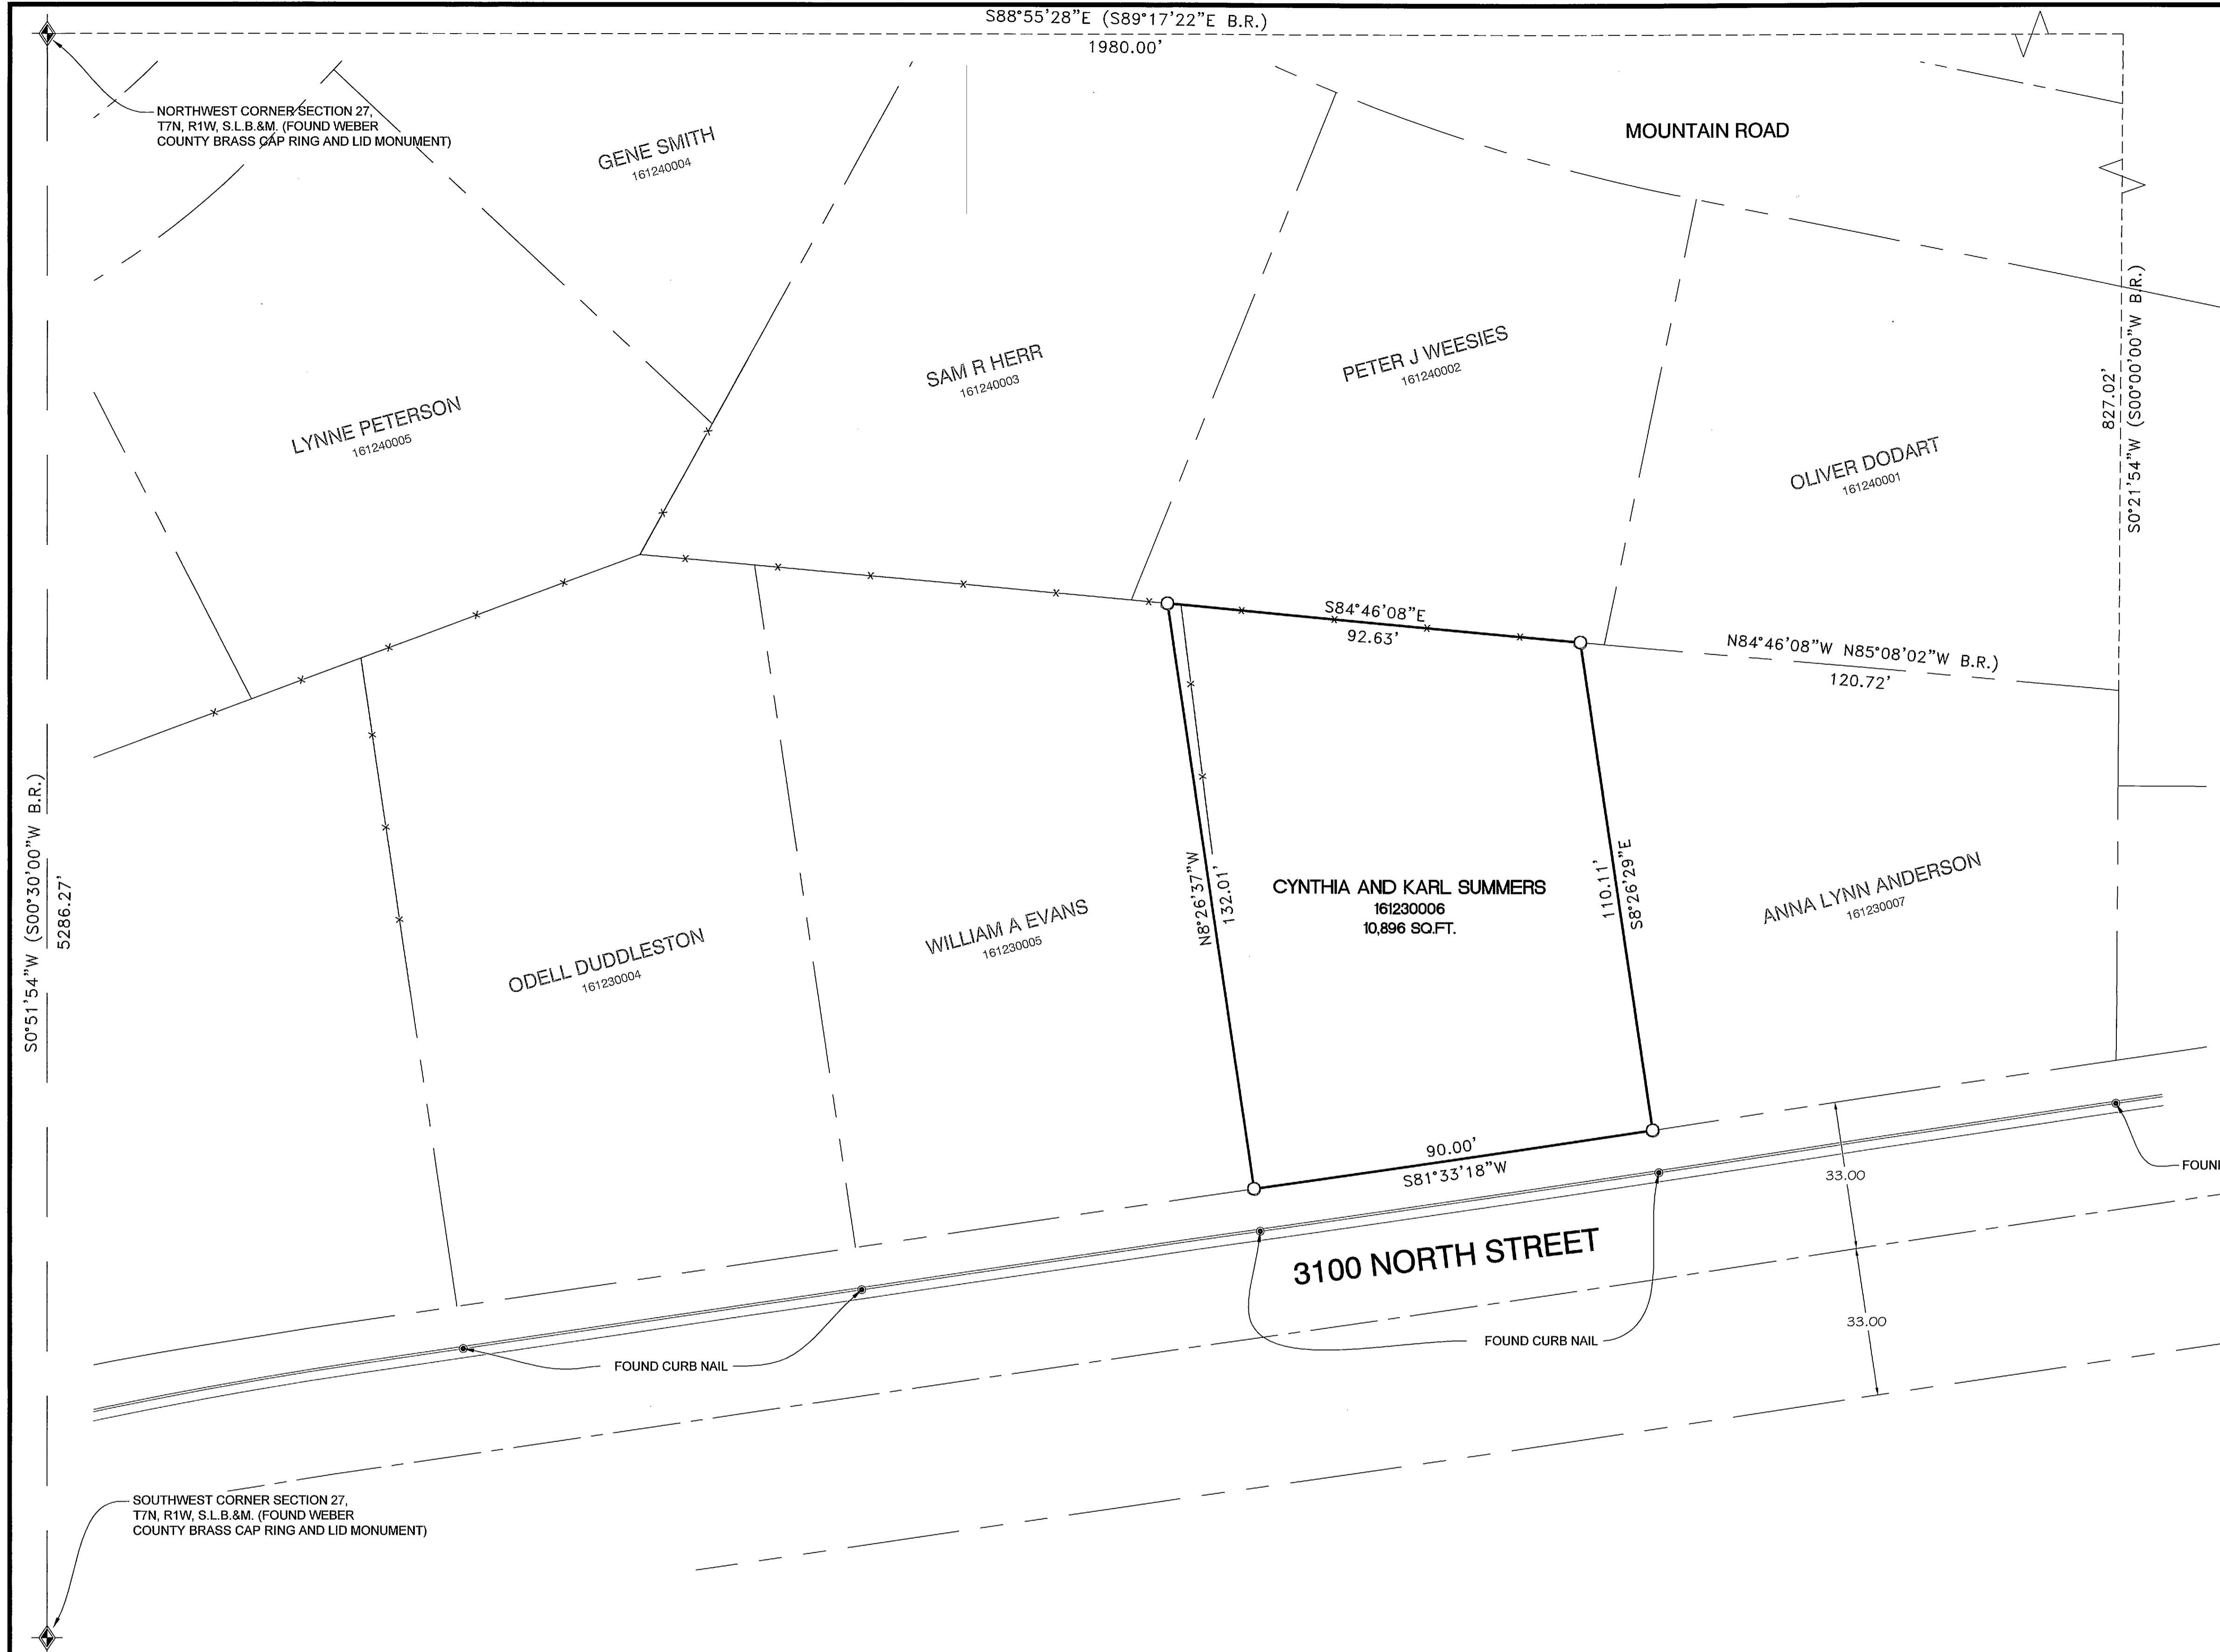 S88°55'28"E (S89°17'22"E B.R.)
1980.00'
NORTHWEST CORNER SECTION 27,
T7N, R1W, S.L.B.&M. (FOUND WEBER
COUNTY BRASS CAP RING AND LID MONUMENT)
GENE SMITH
161240004
MOUNTAIN ROAD
LYNNE PETERSON
161240005
SAM R HERR
161240003
PETER J WEESIES
161240002
OLIVER DODART
161240001
827.02'
S0°21'54"W (S00°00'00"W B.R.)
S84°46'08"E
92.63'
N84°46'08"W N85°08'02"W B.R.)
120.72'
S0°51'54"W (S00°30'00"W B.R.)
5286.27'
ODELL DUDDLESTON
161230004
WILLIAM A EVANS
161230005
N8°26'37"W
132.01'
CYNTHIA AND KARL SUMMERS
161230006
10,896 SQ.FT.
110.11'
S8°26'29"E
ANNA LYNN ANDERSON
161230007
90.00'
S81°33'18"W
33.00
FOUN
3100 NORTH STREET
33.00
FOUND CURB NAIL
FOUND CURB NAIL
SOUTHWEST CORNER SECTION 27,
T7N, R1W, S.L.B.&M. (FOUND WEBER
COUNTY BRASS CAP RING AND LID MONUMENT)